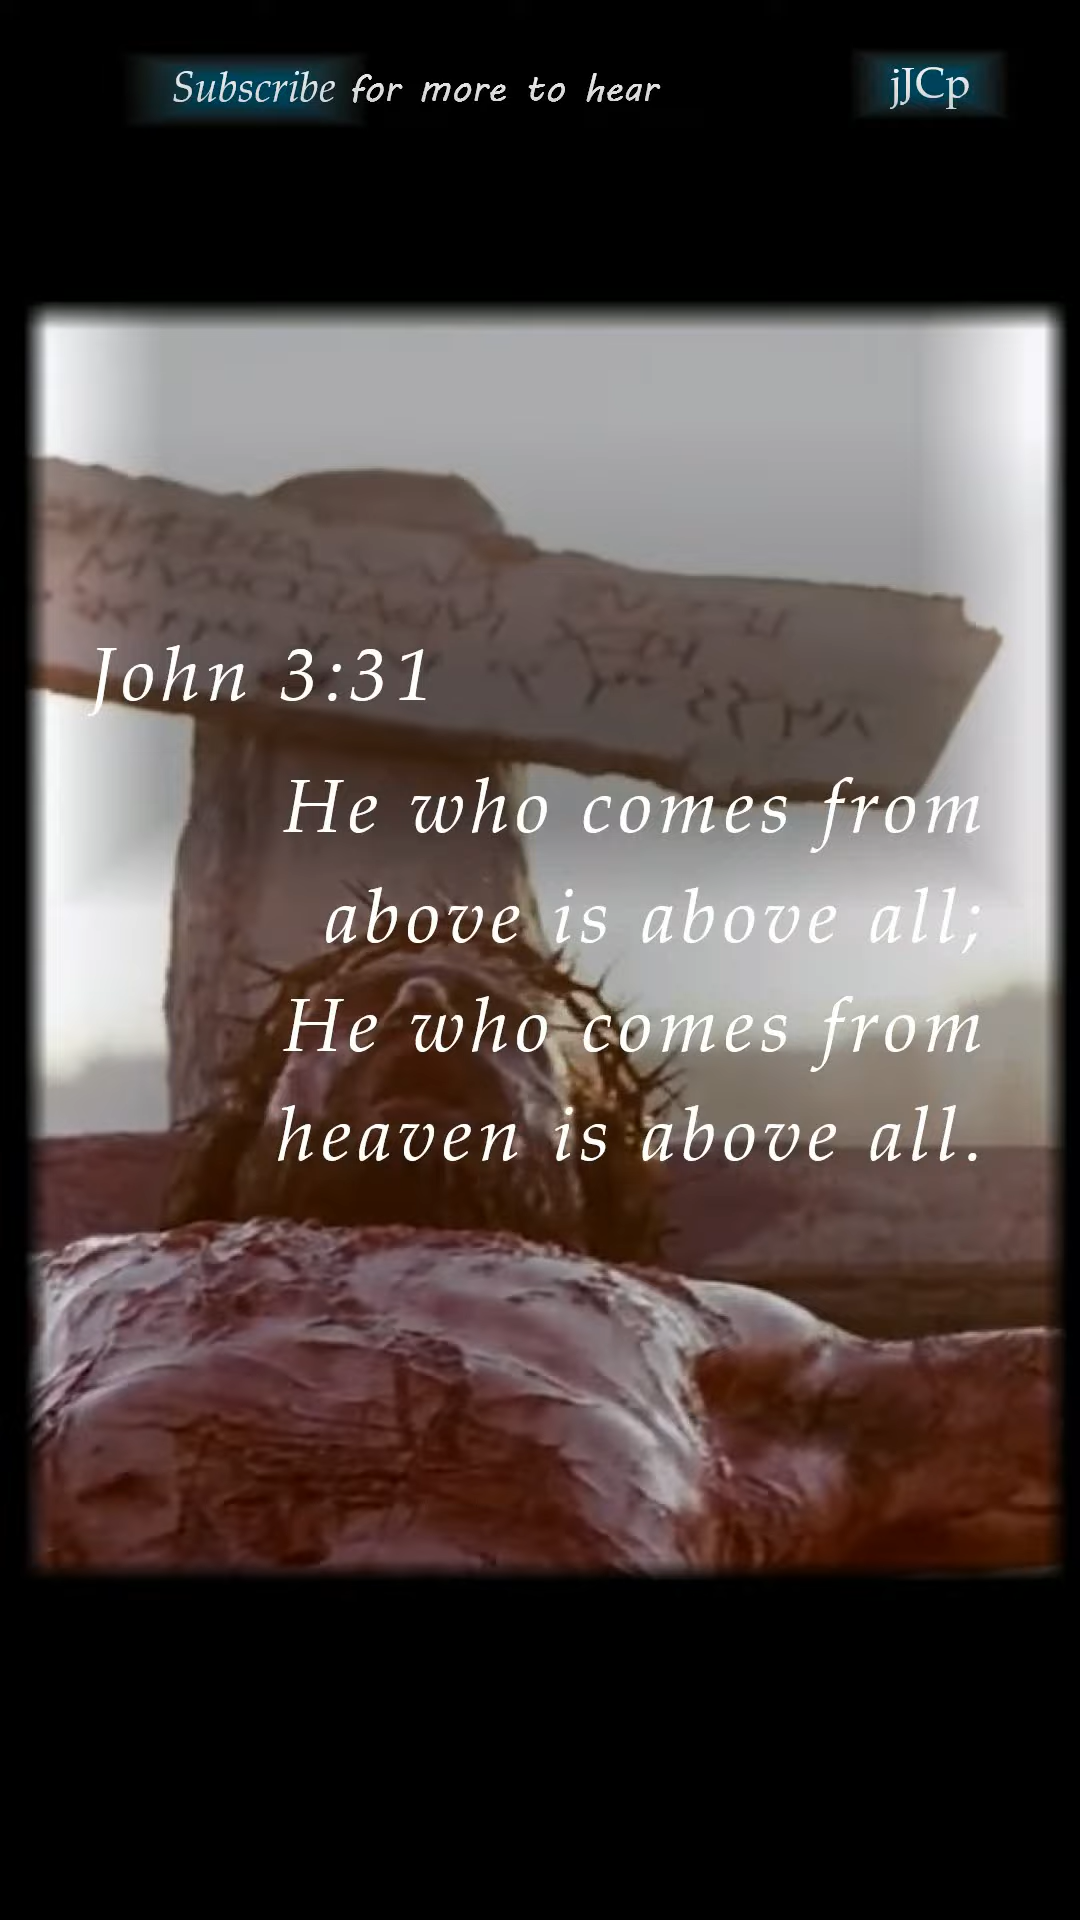 Subscribe for more to hear
jJCp
John 3:31
He who comes from
above is above all;
He who comes from
heaven is above all.